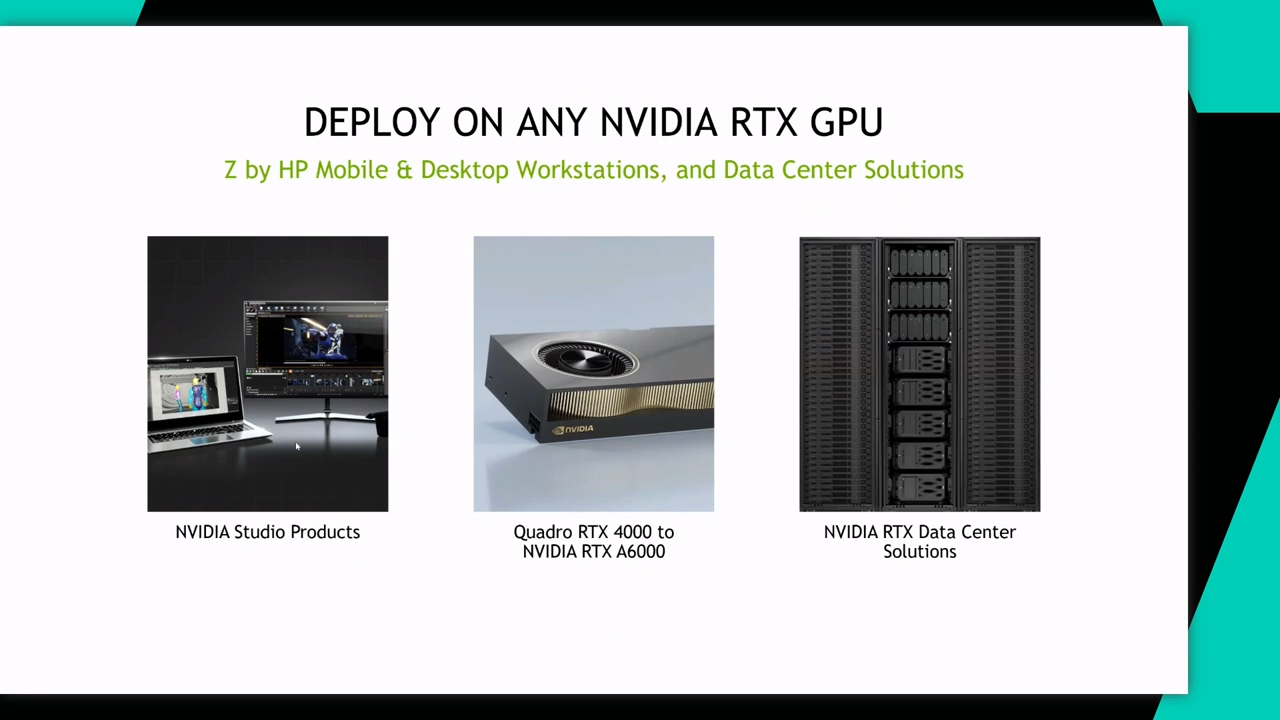 DEPLOY ON ANY NVIDIA RTX GPU
Z by HP Mobile & Desktop Workstations, and Data Center Solutions
NVIDIA
NVIDIA Studio Products
Quadro RTX 4000 to
NVIDIA RTX A6000
NVIDIA RTX Data Center
Solutions